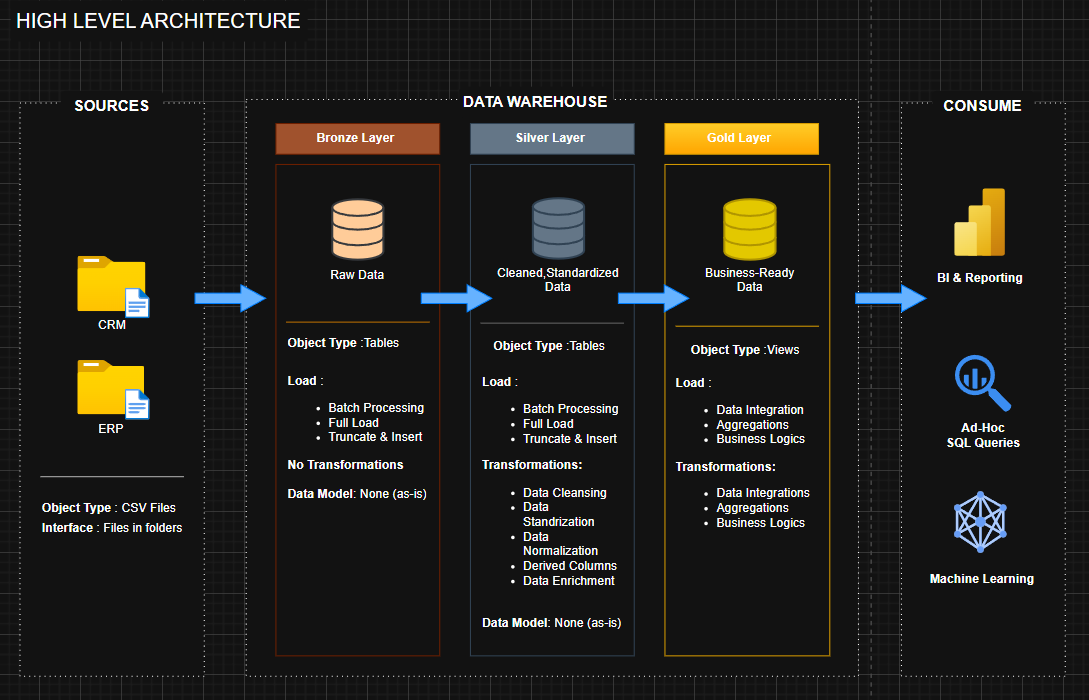 HIGH LEVEL ARCHITECTURE
SOURCES
CRM
ERP
Object Type : CSV Files
Interface : Files in folders
DATA WAREHOUSE
Bronze Layer
Raw Data
Object Type :Tables
Load :
• Batch Processing
• Full Load
• Truncate & Insert
No Transformations
Data Model: None (as-is)
Silver Layer
Cleaned,Standardized
Data
Object Type :Tables
Load :
• Batch Processing
• Full Load
• Truncate & Insert
Transformations:
• Data Cleansing
• Data
Standrization
• Data
Normalization
• Derived Columns
• Data Enrichment
Data Model: None (as-is)
Gold Layer
Business-Ready
Data
Object Type :Views
Load :
• Data Integration
• Aggregations
• Business Logics
Transformations:
• Data Integrations
• Aggregations
• Business Logics
CONSUME
BI & Reporting
Ad-Hoc
SQL Queries
Machine Learning